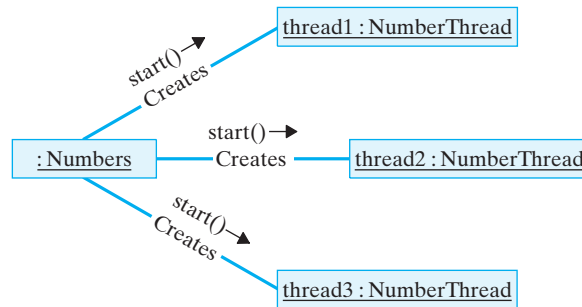 thread1 : NumberThread
start()
Creates
: Numbers
start()
Creates
thread2 : NumberThread
start()
Creates
thread3 : NumberThread